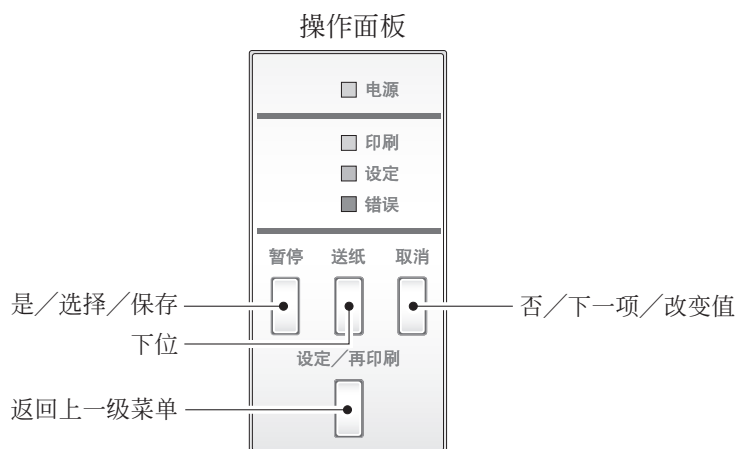 操作面板
电源
印刷
设定
错误
暂停 送纸 取消
是／选择／保存
否／下一项／改变值
下位
设定／再印刷
返回上一级菜单